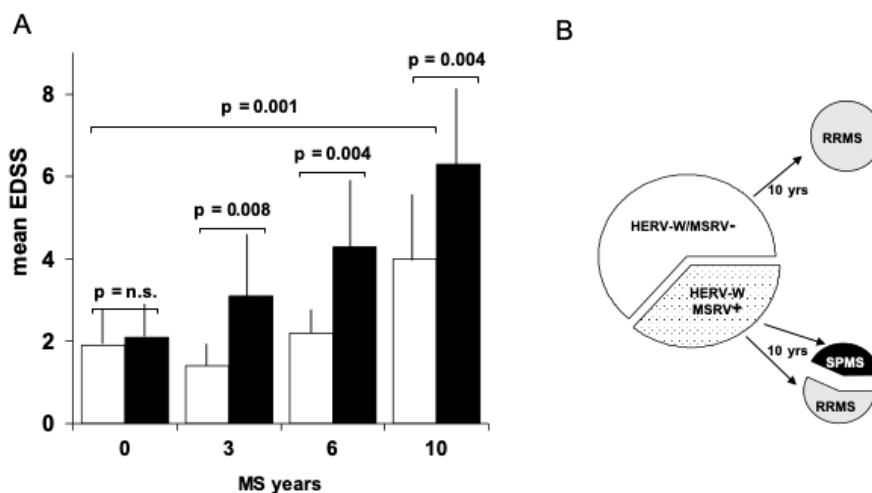 A
B
mean EDSS
8
6
4
2
0
p = n.s.
p = 0.008
p = 0.004
p = 0.004
p = 0.001
0
3
6
10
MS years
HERV-W/MSRV-
HERV-W
MSRV+
10 yrs
RRMS
10 yrs
SPMS
RRMS